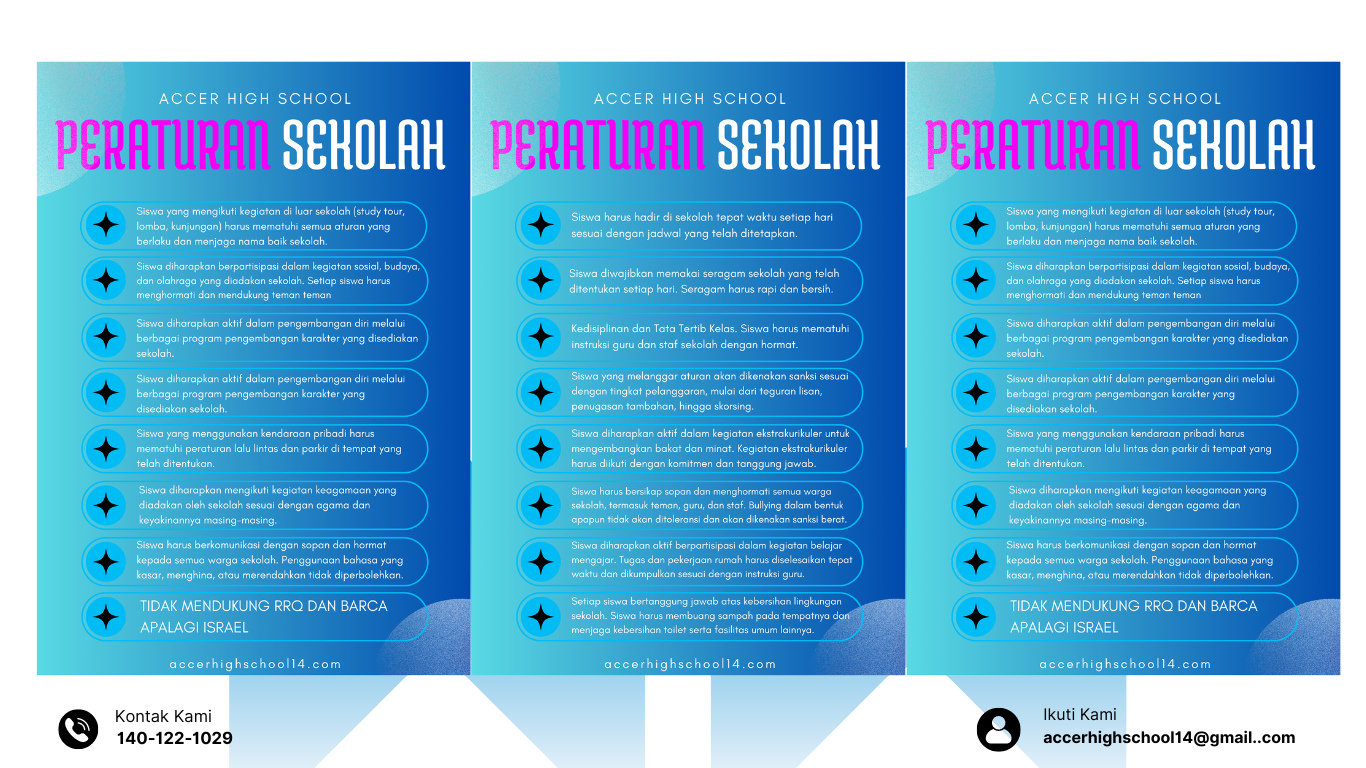 ACCER HIGH SCHOOL
PERATURAN SEKOLAH
Siswa yang mengikuti kegiatan di luar sekolah (study tour,
lomba, kunjungan) harus mematuhi semua aturan yang
berlaku dan menjaga nama baik sekolah.
Siswa diharapkan berpartisipasi dalam kegiatan sosial, budaya,
dan olahraga yang diadakan sekolah. Setiap siswa harus
menghormati dan mendukung teman teman
Siswa diharapkan aktif dalam pengembangan diri melalui
berbagai program pengembangan karakter yang disediakan
sekolah.
Siswa diharapkan aktif dalam pengembangan diri melalui
berbagai program pengembangan karakter yang
disediakan sekolah.
Siswa yang menggunakan kendaraan pribadi harus
mematuhi peraturan lalu lintas dan parkir di tempat yang
telah ditentukan.
Siswa diharapkan mengikuti kegiatan keagamaan yang
diadakan oleh sekolah sesuai dengan agama dan
keyakinannya masing-masing.
Siswa harus berkomunikasi dengan sopan dan hormat
kepada semua warga sekolah. Penggunaan bahasa yang
kasar, menghina, atau merendahkan tidak diperbolehkan.
TIDAK MENDUKUNG RRQ DAN BARCA
APALAGI ISRAEL
accerhighschool14.com
ACCER HIGH SCHOOL
PERATURAN SEKOLAH
Siswa harus hadir di sekolah tepat waktu setiap hari
sesuai dengan jadwal yang telah ditetapkan.
Siswa diwajibkan memakai seragam sekolah yang telah
ditentukan setiap hari. Seragam harus rapi dan bersih.
Kedisiplinan dan Tata Tertib Kelas. Siswa harus mematuhi
instruksi guru dan staf sekolah dengan hormat.
Siswa yang melanggar aturan akan dikenakan sanksi sesuai
dengan tingkat pelanggaran, mulai dari teguran lisan,
penugasan tambahan, hingga skorsing.
Siswa diharapkan aktif dalam kegiatan ekstrakurikuler untuk
mengembangkan bakat dan minat. Kegiatan ekstrakurikuler
harus diikuti dengan komitmen dan tanggung jawab.
Siswa harus bersikap sopan dan menghormati semua warga
sekolah, termasuk teman, guru, dan staf. Bullying dalam bentuk
apapun tidak akan ditoleransi dan akan dikenakan sanksi berat.
Siswa diharapkan aktif berpartisipasi dalam kegiatan belajar
mengajar. Tugas dan pekerjaan rumah harus diselesaikan tepat
waktu dan dikumpulkan sesuai dengan instruksi guru.
Setiap siswa bertanggung jawab atas kebersihan lingkungan
sekolah. Siswa harus membuang sampah pada tempatnya dan
menjaga kebersihan toilet serta fasilitas umum lainnya.
accerhighschool14.com
ACCER HIGH SCHOOL
PERATURAN SEKOLAH
Siswa yang mengikuti kegiatan di luar sekolah (study tour,
lomba, kunjungan) harus mematuhi semua aturan yang
berlaku dan menjaga nama baik sekolah.
Siswa diharapkan berpartisipasi dalam kegiatan sosial, budaya,
dan olahraga yang diadakan sekolah. Setiap siswa harus
menghormati dan mendukung teman teman
Siswa diharapkan aktif dalam pengembangan diri melalui
berbagai program pengembangan karakter yang disediakan
sekolah.
Siswa diharapkan aktif dalam pengembangan diri melalui
berbagai program pengembangan karakter yang
disediakan sekolah.
Siswa yang menggunakan kendaraan pribadi harus
mematuhi peraturan lalu lintas dan parkir di tempat yang
telah ditentukan.
Siswa diharapkan mengikuti kegiatan keagamaan yang
diadakan oleh sekolah sesuai dengan agama dan
keyakinannya masing-masing.
Siswa harus berkomunikasi dengan sopan dan hormat
kepada semua warga sekolah. Penggunaan bahasa yang
kasar, menghina, atau merendahkan tidak diperbolehkan.
TIDAK MENDUKUNG RRQ DAN BARCA
APALAGI ISRAEL
accerhighschool14.com
Kontak Kami
140-122-1029
Ikuti Kami
accerhighschool14@gmail..com